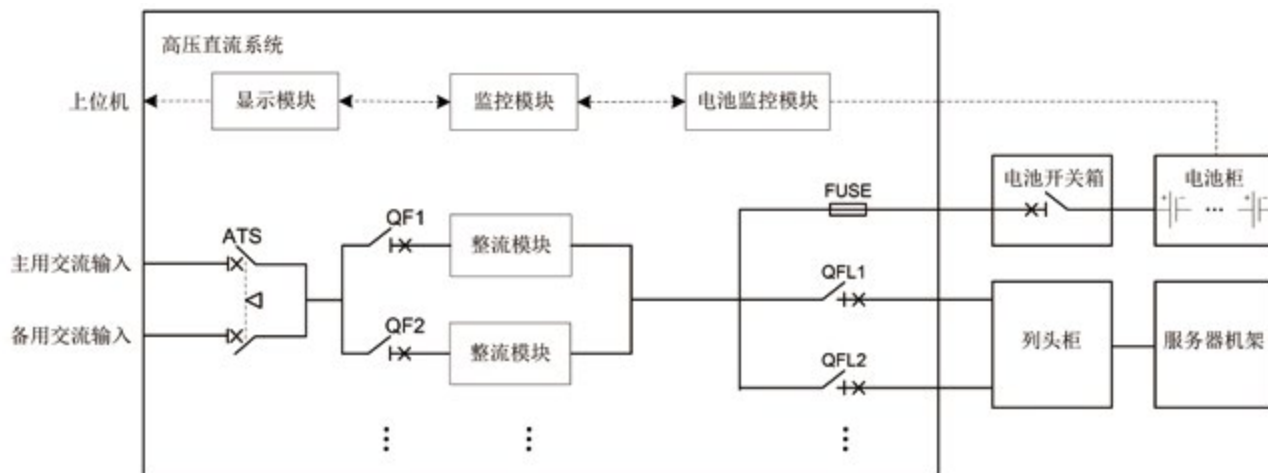 高压直流系统
上位机
显示模块
监控模块
电池监控模块
FUSE
电池开关箱
电池柜
+
...
+
ATS
QF1
整流模块
主用交流输入
QFL1
备用交流输入
QF2
整流模块
列头柜
服务器机架
QFL2